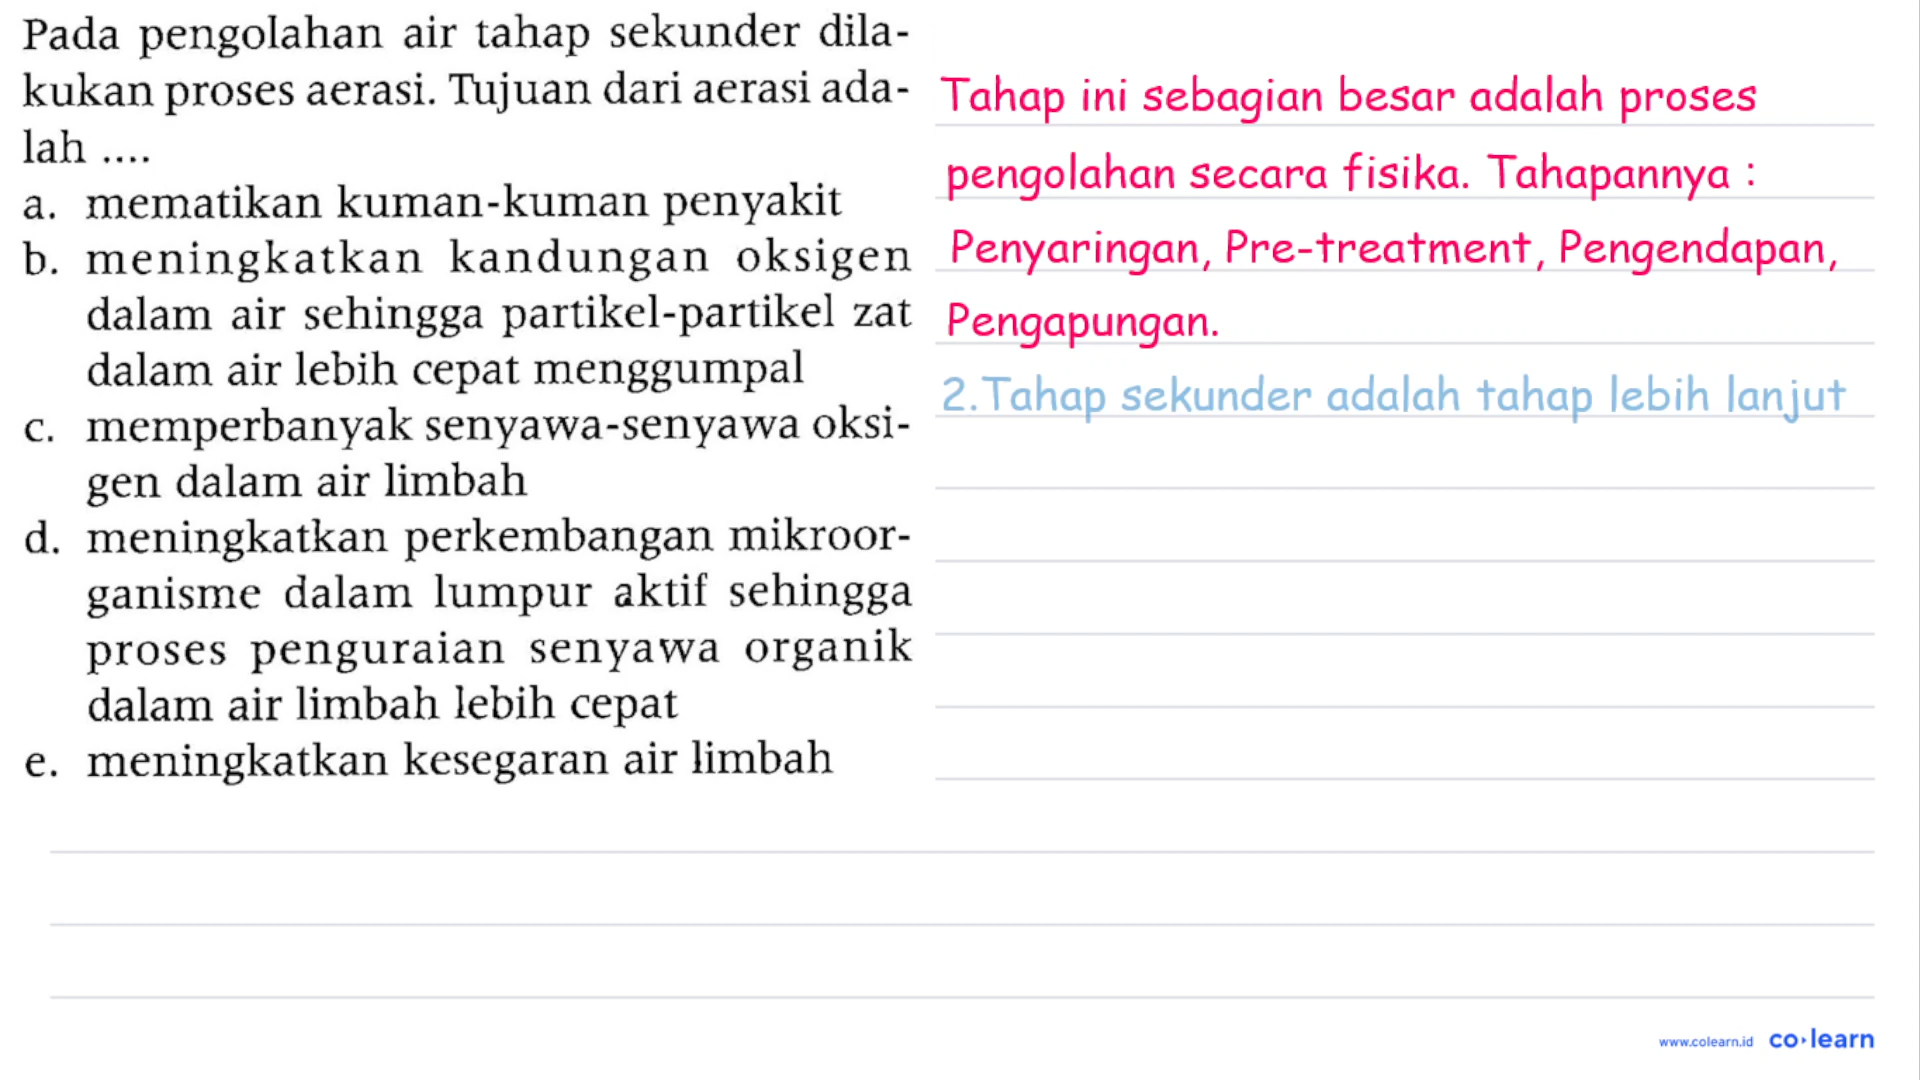 Pada pengolahan air tahap sekunder dila-
kukan proses aerasi. Tujuan dari aerasi ada-
lah ....
a. mematikan kuman-kuman penyakit
b. meningkatkan kandungan oksigen
dalam air sehingga partikel-partikel zat
dalam air lebih cepat menggumpal
c. memperbanyak senyawa-senyawa oksi-
gen dalam air limbah
d. meningkatkan perkembangan mikroor-
ganisme dalam lumpur aktif sehingga
proses penguraian senyawa organik
dalam air limbah lebih cepat
e. meningkatkan kesegaran air limbah
Tahap ini sebagian besar adalah proses
pengolahan secara fisika. Tahapannya :
Penyaringan, Pre-treatment, Pengendapan,
Pengapungan.
2.Tahap sekunder adalah tahap lebih lanjut
www.colearn.id co learn